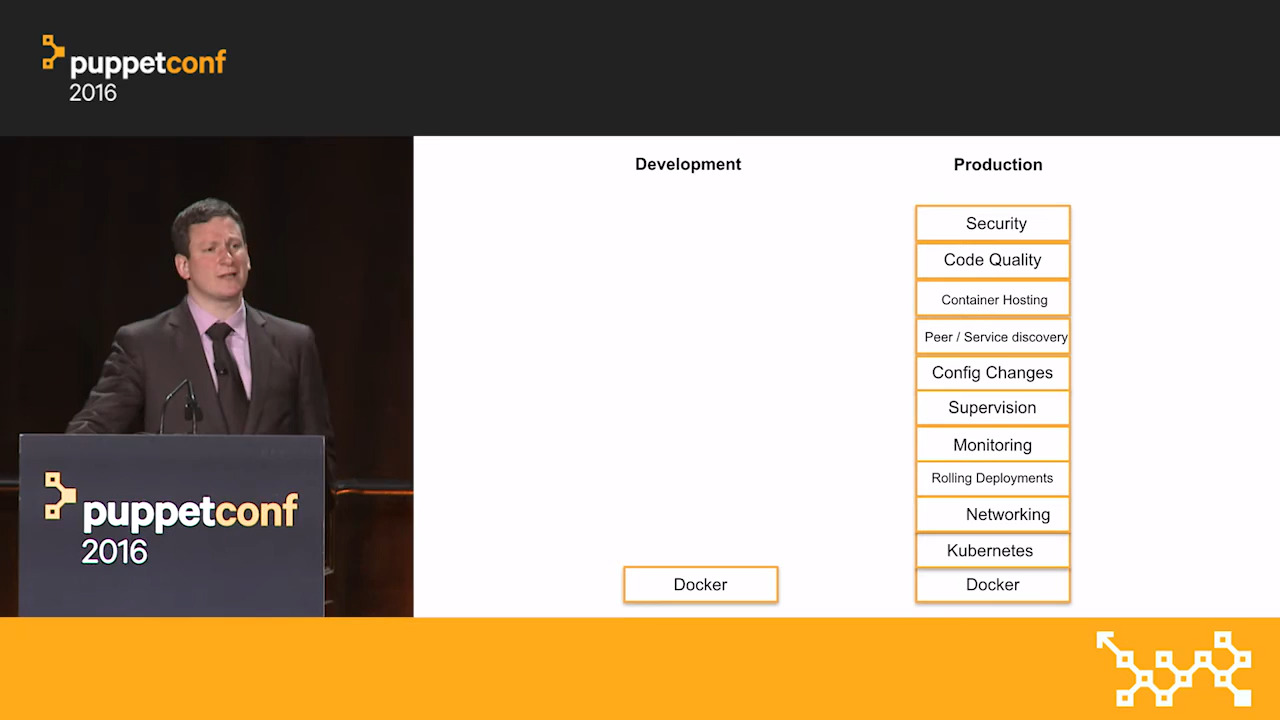 puppetconf
2016
Development
Production
Security
Code Quality
Container Hosting
Peer / Service discovery
Config Changes
Supervision
Monitoring
Rolling Deployments
Networking
Kubernetes
Docker
Docker
puppetconf
2016